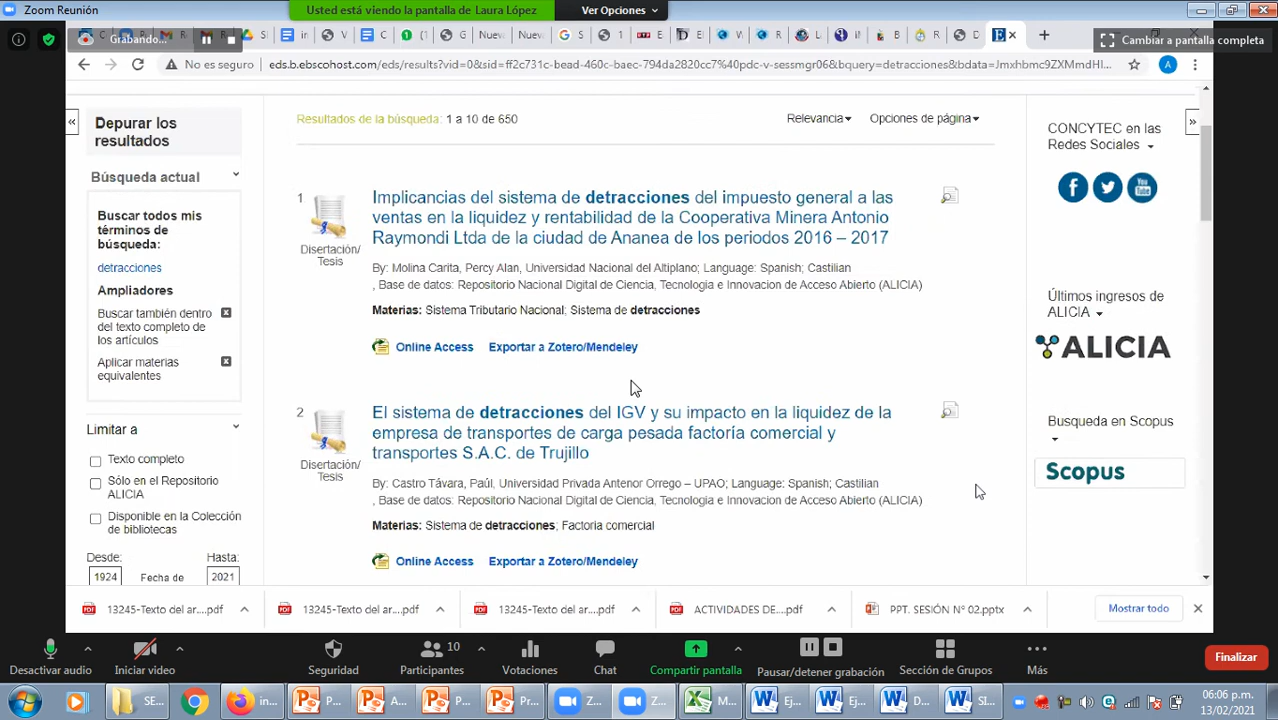 Zoom Reunión
Usted está viendo la pantalla de Laura López
Ver Opciones
Grabando...
Cambiar a pantalla completa
No es seguro
eds.b.ebscohost.com/eds/results?vid=0&sid=ff2c731c-bead-460c-baec-794da2820cc7%40pdc-v-sessmgr06&bquery=detracciones&bdata=Jmxhbmc9ZXMmdHl...
Depurar los
resultados
Búsqueda actual
Buscar todos mis
términos de
búsqueda:
detracciones
Ampliadores
Buscar también dentro
del texto completo de
los artículos
Aplicar materias
equivalentes
Limitar a
Texto completo
Sólo en el Repositorio
ALICIA
Disponible en la Colección
de bibliotecas
Desde:
Hasta:
1924
Fecha de
2021
Resultados de la búsqueda: 1 a 10 de 650
Relevancia
Opciones de página
1.
Disertación/
Tesis
Implicancias del sistema de detracciones del impuesto general a las
ventas en la liquidez y rentabilidad de la Cooperativa Minera Antonio
Raymondi Ltda de la ciudad de Ananea de los periodos 2016 – 2017
By: Molina Carita, Percy Alan, Universidad Nacional del Altiplano; Language: Spanish; Castilian
, Base de datos: Repositorio Nacional Digital de Ciencia, Tecnologia e Innovacion de Acceso Abierto (ALICIA)
Materias: Sistema Tributario Nacional; Sistema de detracciones
Online Access
Exportar a Zotero/Mendeley
2
Disertación/
Tesis
El sistema de detracciones del IGV y su impacto en la liquidez de la
empresa de transportes de carga pesada factoría comercial y
transportes S.A.C. de Trujillo
By: Castro Távara, Paúl, Universidad Privada Antenor Orrego – UPAO; Language: Spanish; Castilian
, Base de datos: Repositorio Nacional Digital de Ciencia, Tecnologia e Innovacion de Acceso Abierto (ALICIA)
Materias: Sistema de detracciones; Factoria comercial
Online Access
Exportar a Zotero/Mendeley
CONCYTEC en las
Redes Sociales
Últimos ingresos de
ALICIA
ALICIA
Busqueda en Scopus
Scopus
13245-Texto del ar....pdf
13245-Texto del ar....pdf
13245-Texto del ar....pdf
ACTIVIDADES DE....pdf
PPT. SESIÓN Nº 02.pptx
Mostrar todo
Desactivar audio
Iniciar video
Seguridad
10
Participantes
Votaciones
Chat
Compartir pantalla
Pausar/detener grabación
Sección de Grupos
Más
Finalizar
SE...
in...
P...
A...
P...
Pr...
Z...
Z...
M...
Ej...
Ej...
D...
Sl...
06:06 p.m.
13/02/2021